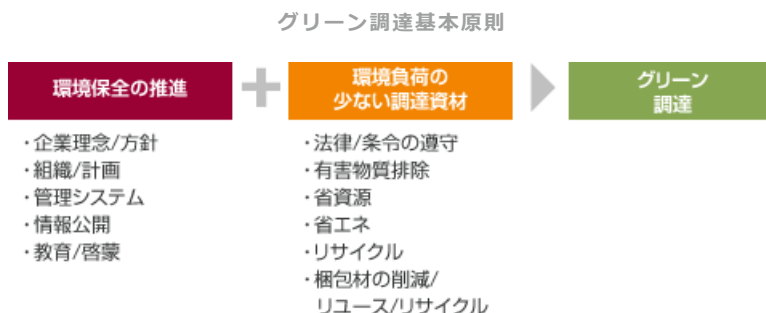 グリーン調達基本原則
環境保全の推進
環境負荷の
少ない調達資材
グリーン
調達
・企業理念/方針
・組織/計画
・管理システム
・情報公開
・教育/啓蒙
・法律/条令の遵守
・有害物質排除
・省資源
・省エネ
・リサイクル
・梱包材の削減/
リユース/リサイクル